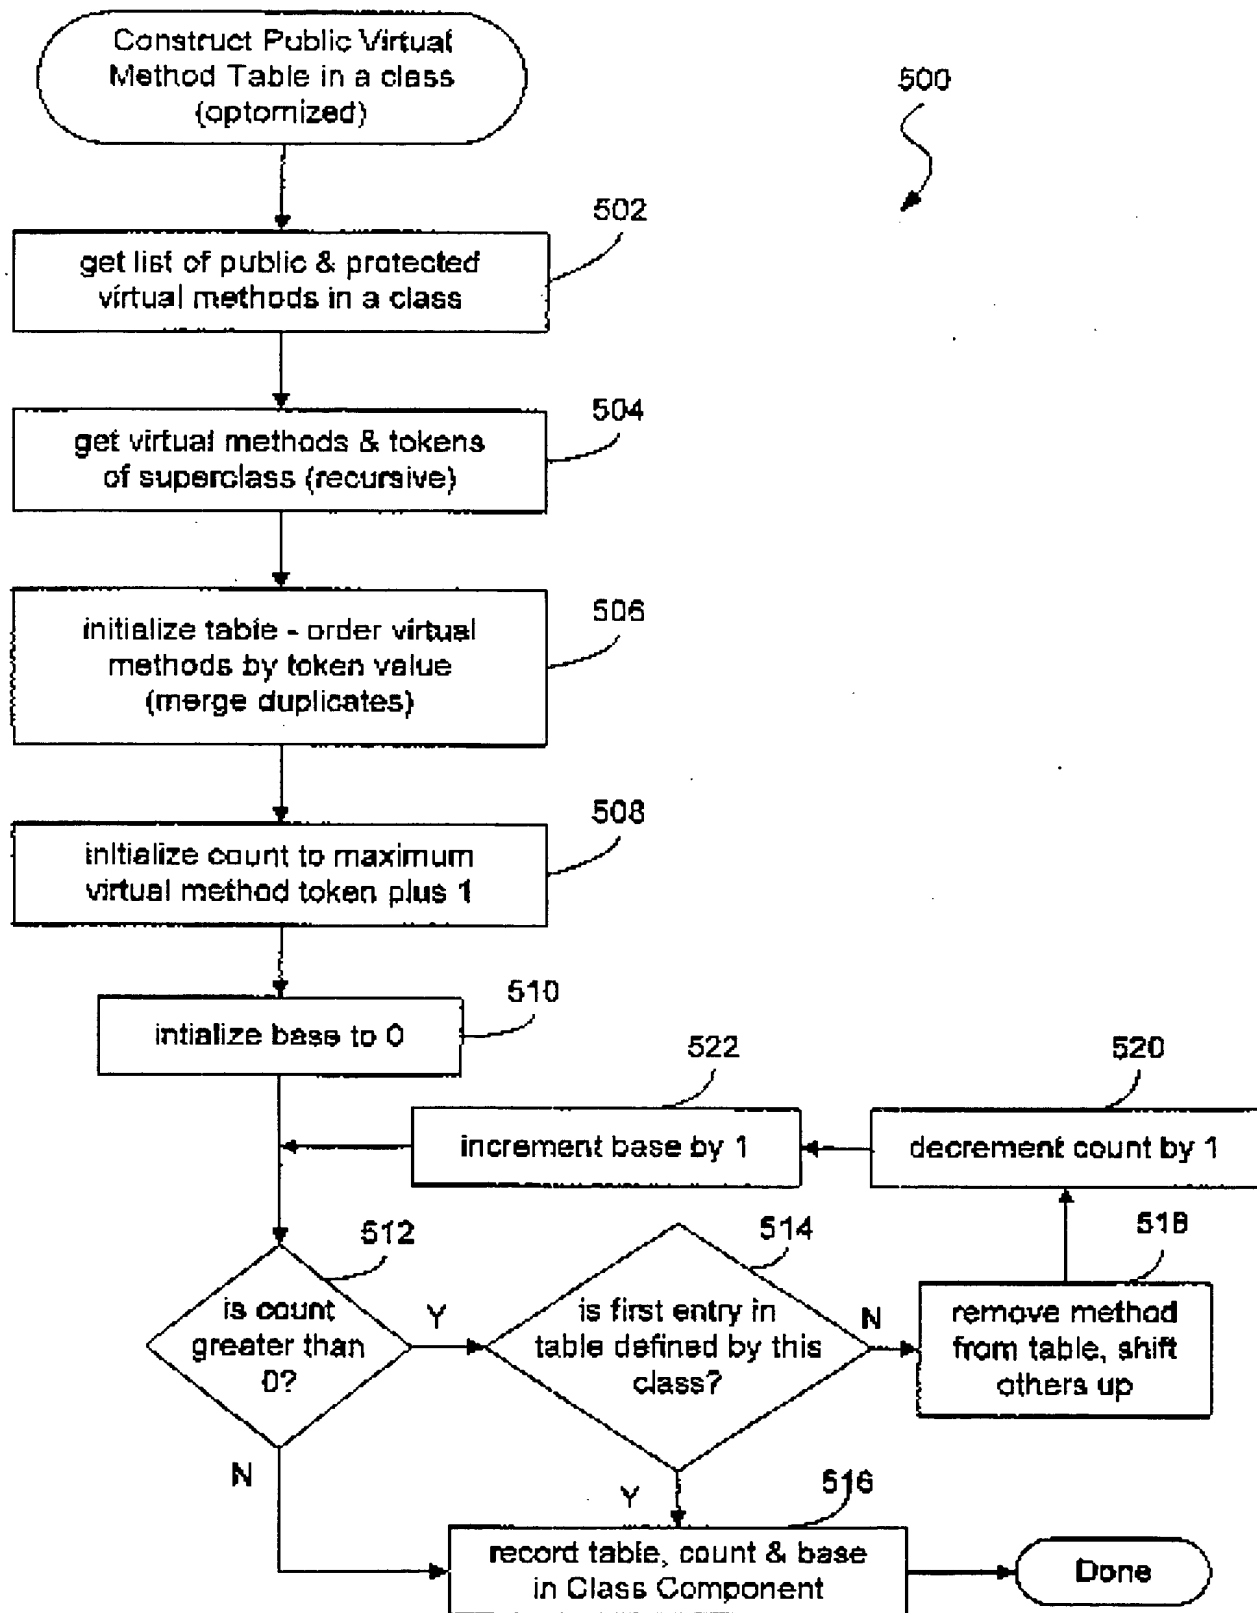 Construct Public Virtual
Method Table in a class
(optomized)
500
502
get list of public & protected
virtual methods in a class
504
get virtual methods & tokens
of superclass (recursive)
506
initialize table - order virtual
methods by token value
(merge duplicates)
508
initialize count to maximum
virtual method token plus 1
510
intialize base to 0
522
increment base by 1
520
decrement count by 1
512
is count
greater than
0?
Y
514
is first entry in
table defined by this
class?
N
518
remove method
from table, shift
others up
N
Y
516
record table, count & base
in Class Component
Done